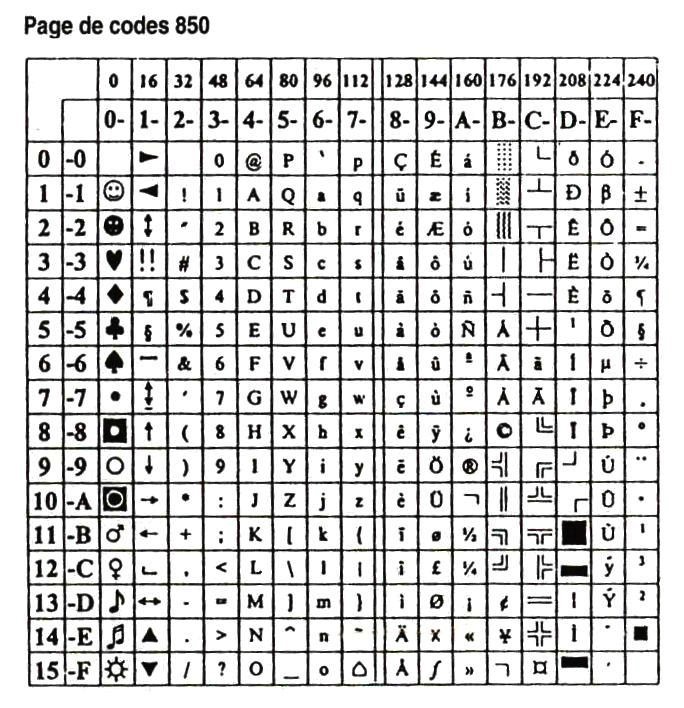 Page de codes 850
0 16 32 48 64 80 96 112 128 144 160 176 192 208 224 240
0- 1- 2- 3- 4- 5- 6- 7- 8- 9- A- B- C- D- E- F-
0 -0 ► 0 @ P ` p Ç É á ░ └ ð Ó -
1 -1 ☺ ◄ ! 1 A Q a q ü æ í ▒ ┴ Ð β ±
2 -2 ☻ ↕ " 2 B R b r é Æ ó ▓ ┬ Ê Ô =
3 -3 ♥ !! # 3 C S c s â ô ú │ ├ Ë Ò ¾
4 -4 ♦ ¶ $ 4 D T d t ä ö ñ ┤ ─ È õ ¶
5 -5 ♣ § % 5 E U e u à ò Ñ Á ┼ ı Õ §
6 -6 ♠ ▬ & 6 F V f v å û ª Â ã Í µ ÷
7 -7 • ↨ ' 7 G W g w ç ù º À Ã Î þ ¸
8 -8 ◘ ↑ ( 8 H X h x ê ÿ ¿ © ╚ Ï Þ °
9 -9 ○ ↓ ) 9 I Y i y ë Ö ® ╣ ╔ ┘ Ú ¨
10 -A ◙ → * : J Z j z è Ü ¬ ║ ╩ ┌ Û ·
11 -B ♂ ← + ; K [ k { ï ø ½ ╗ ╦ █ Ù ¹
12 -C ♀ ∟ , < L \ l | î £ ¼ ╝ ╠ ▄ ý ³
13 -D ♪ ↔ - = M ] m } ì Ø ¡ ¢ ═ ¦ Ý ²
14 -E ♫ ▲ . > N ^ n ~ Ä × « ¥ ╬ Ì ¯ ■
15 -F ☼ ▼ / ? O _ o ⌂ Å ƒ » ┐ ¤ ▀ ´